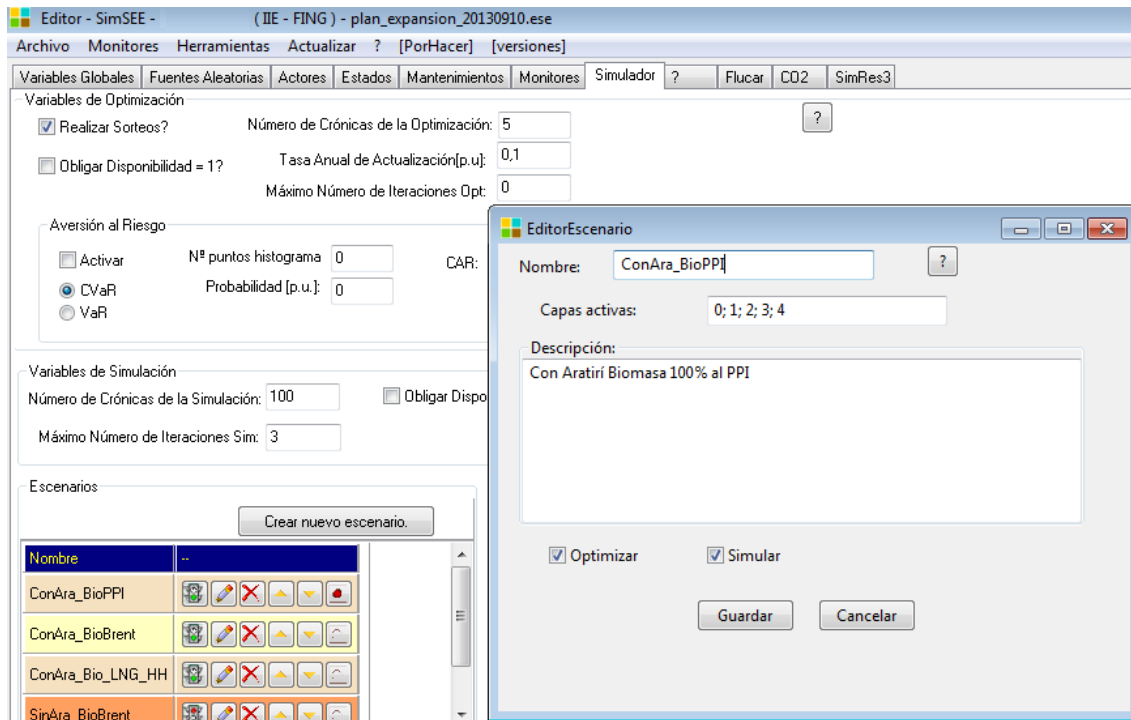 Editor - SimSEE - ( IIE - FING ) - plan_expansion_20130910.ese
Archivo Monitores Herramientas Actualizar ? [PorHacer] [versiones]
Variables Globales Fuentes Aleatorias Actores Estados Mantenimientos Monitores Simulador ? Flucar CO2 SimRes3
Variables de Optimización
Realizar Sorteos? Número de Crónicas de la Optimización: 5 ?
Obligar Disponibilidad = 1? Tasa Anual de Actualización[p.u]: 0,1
Máximo Número de Iteraciones Opt: 0
Aversión al Riesgo
Activar Nª puntos histograma 0 CAR:
CVaR Probabilidad [p.u.]: 0
VaR
Variables de Simulación
Número de Crónicas de la Simulación: 100 Obligar Dispo
Máximo Número de Iteraciones Sim: 3
Escenarios
Crear nuevo escenario.
Nombre --
ConAra_BioPPI
ConAra_BioBrent
ConAra_Bio_LNG_HH
SinAra_BioBrent
EditorEscenario
Nombre: ConAra_BioPPI ?
Capas activas: 0; 1; 2; 3; 4
Descripción:
Con Aratirí Biomasa 100% al PPI
Optimizar Simular
Guardar Cancelar